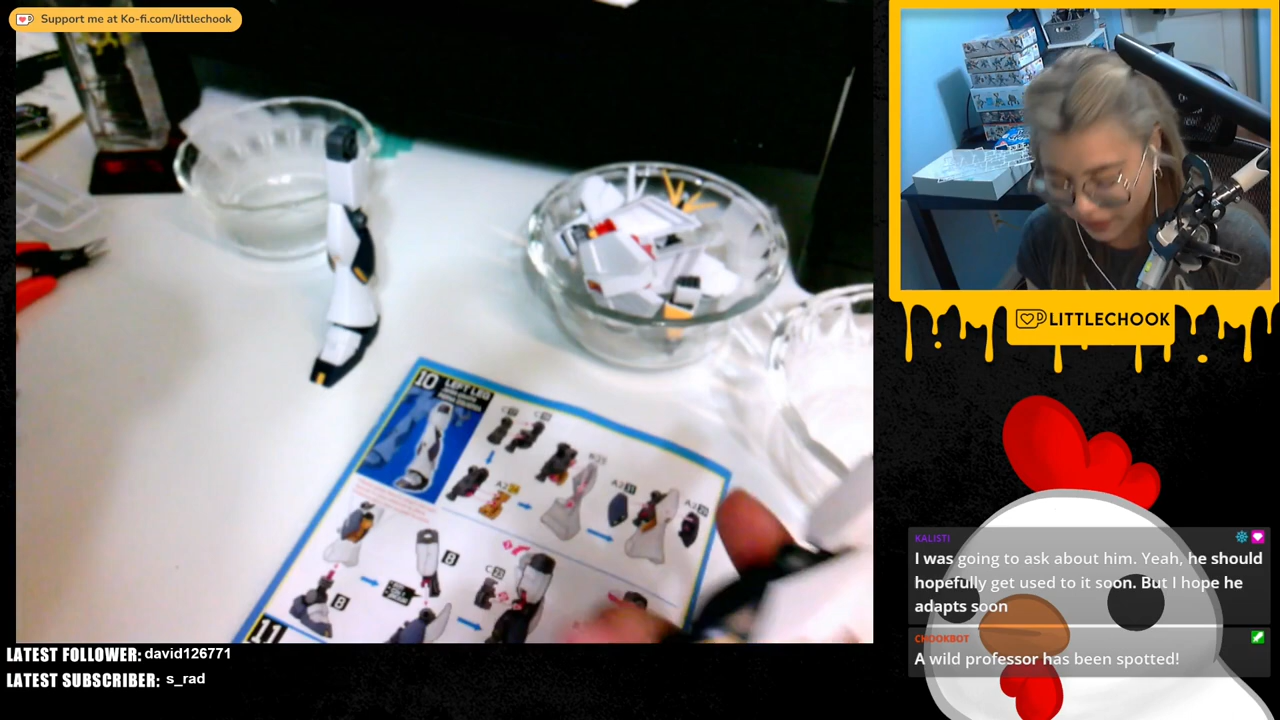 Support me at Ko-fi.com/littlechook
LITTLECHOOK
10 LEFT LEG
B
B
11
KALISTI
I was going to ask about him. Yeah, he should
hopefully get used to it soon. But I hope he
adapts soon
CHOOKBOT
A wild professor has been spotted!
LATEST FOLLOWER: david126771
LATEST SUBSCRIBER: s_rad